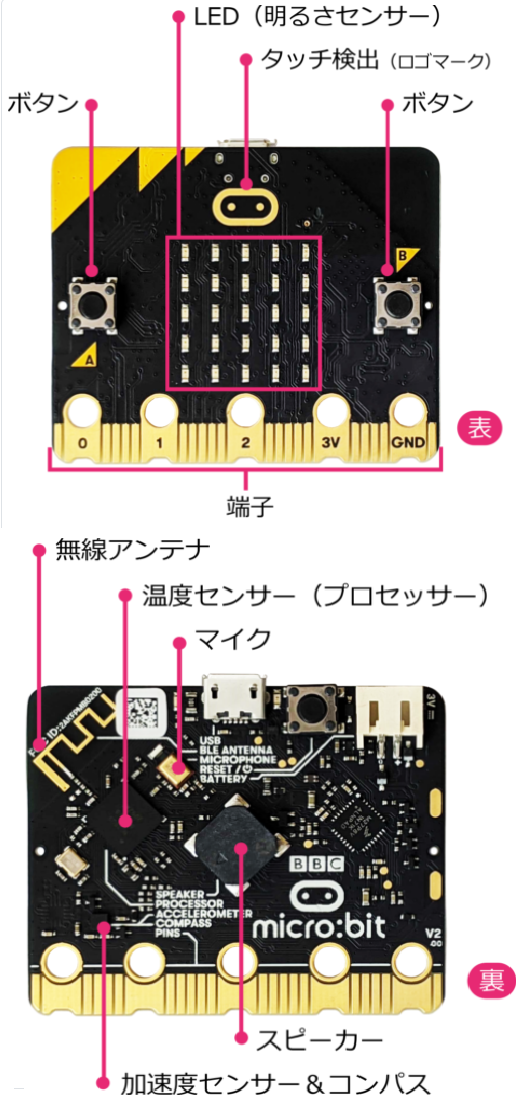 LED（明るさセンサー）
タッチ検出（ロゴマーク）
ボタン
ボタン
B
A
0 1 2 3V GND
表
端子
無線アンテナ
温度センサー（プロセッサー）
マイク
3V
USB
BLE ANTENNA
MICROPHONE
RESET / ⏻
BATTERY
BBC
SPEAKER
PROCESSOR
ACCELEROMETER
COMPASS
PINS
micro:bit
V2
裏
スピーカー
加速度センサー＆コンパス